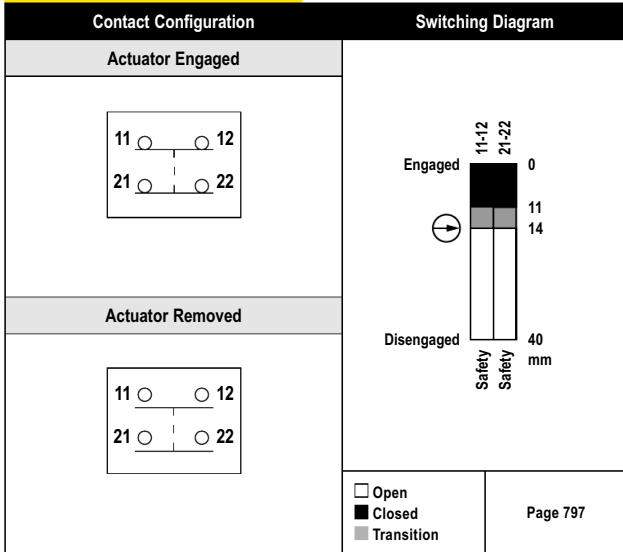 Contact Configuration
Switching Diagram
Actuator Engaged
11 12
21 22
Actuator Removed
11 12
21 22
11-12
21-22
Engaged 0
11
14
Disengaged 40
mm
Safety
Safety
Open
Closed
Transition
Page 797